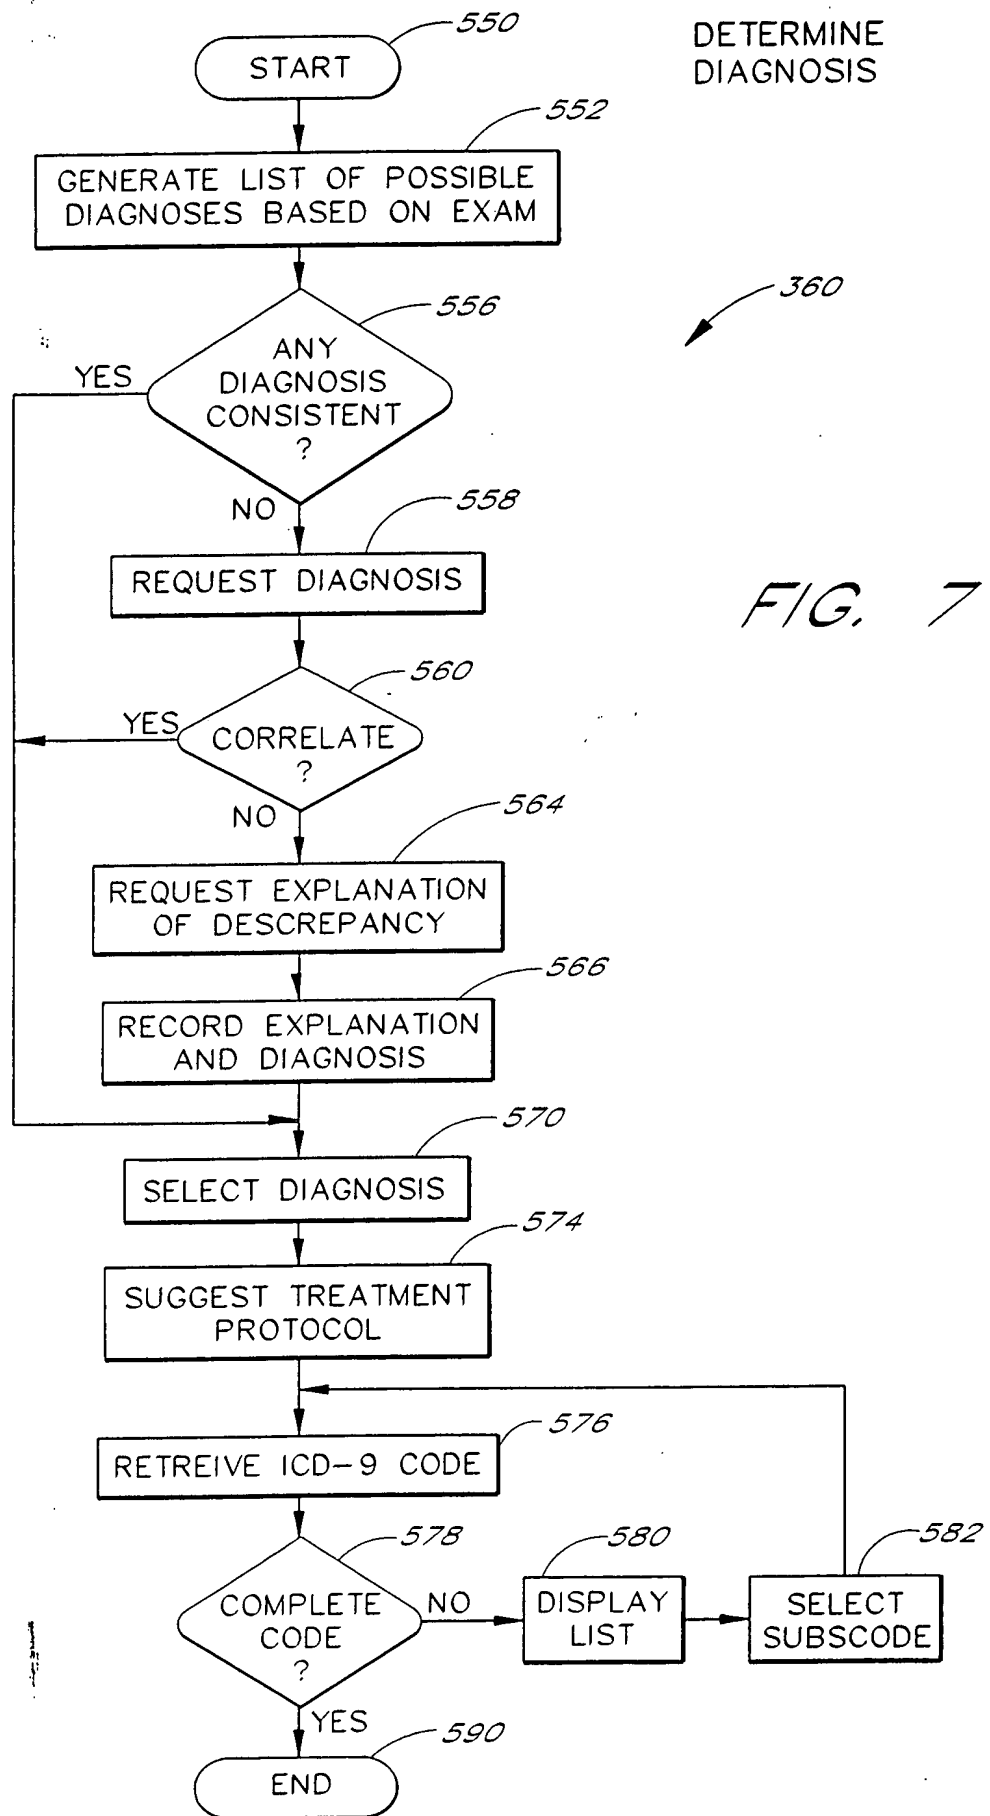 550
DETERMINE
DIAGNOSIS
START
552
GENERATE LIST OF POSSIBLE
DIAGNOSES BASED ON EXAM
360
556
ANY
DIAGNOSIS
CONSISTENT
?
YES
NO
558
REQUEST DIAGNOSIS
FIG. 7
560
YES
CORRELATE
?
NO
564
REQUEST EXPLANATION
OF DESCREPANCY
566
RECORD EXPLANATION
AND DIAGNOSIS
570
SELECT DIAGNOSIS
574
SUGGEST TREATMENT
PROTOCOL
576
RETREIVE ICD-9 CODE
578
COMPLETE
CODE
?
NO
580
DISPLAY
LIST
582
SELECT
SUBSCODE
YES
590
END